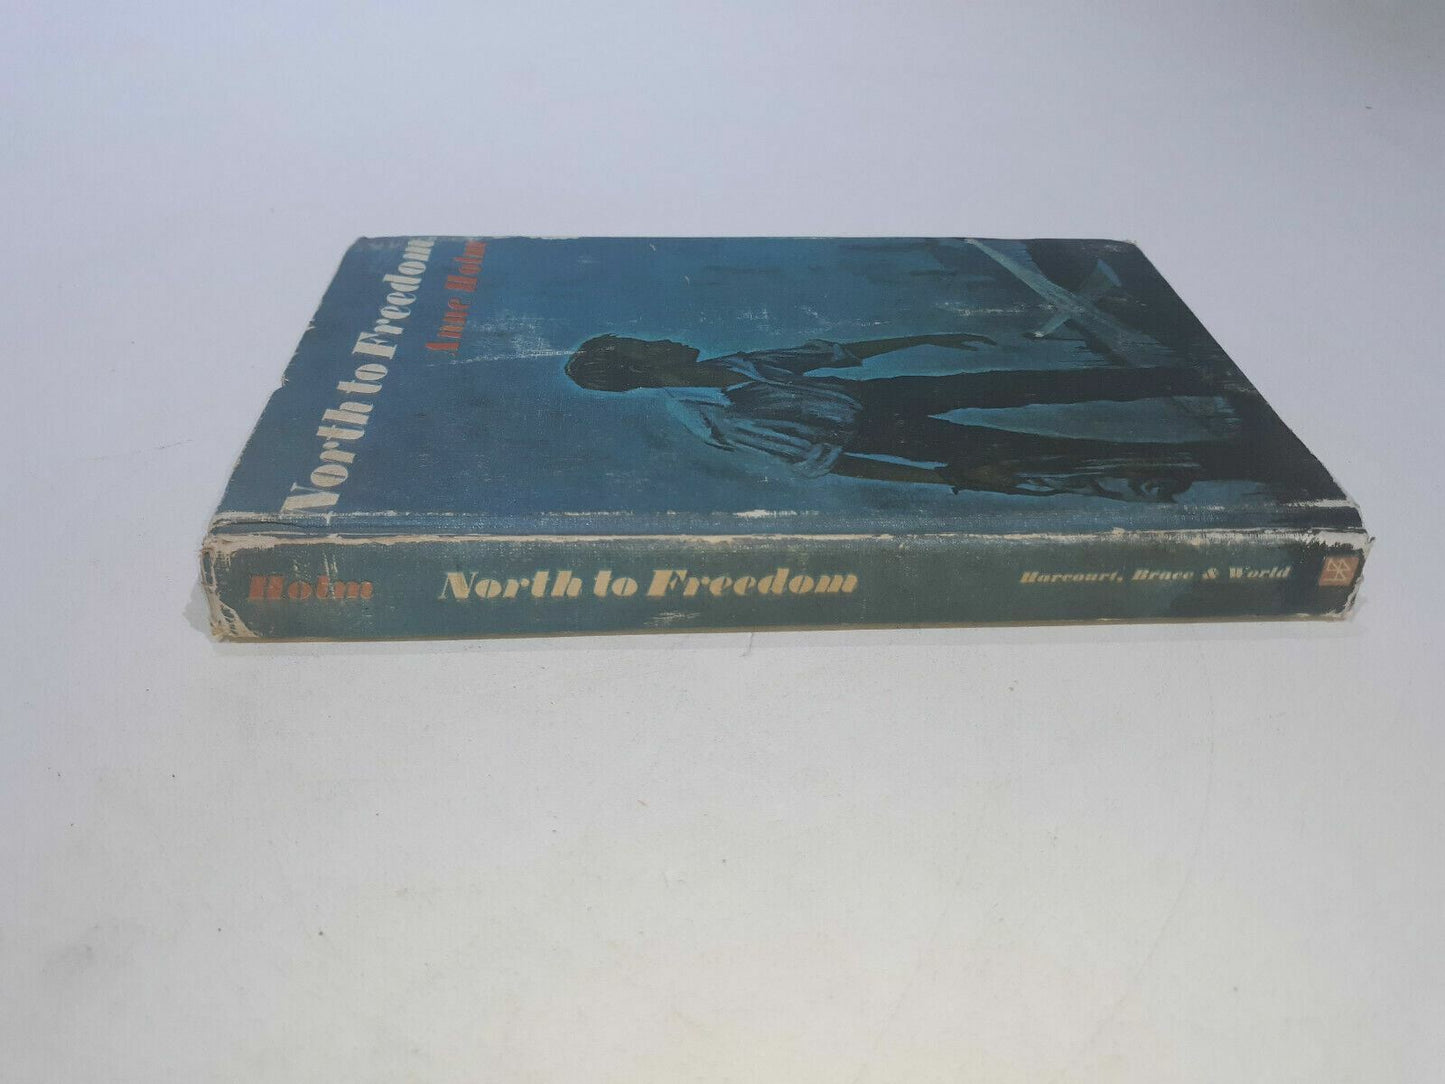 North to Freedom
Anne Holm
Holm North to Freedom Harcourt, Brace & World